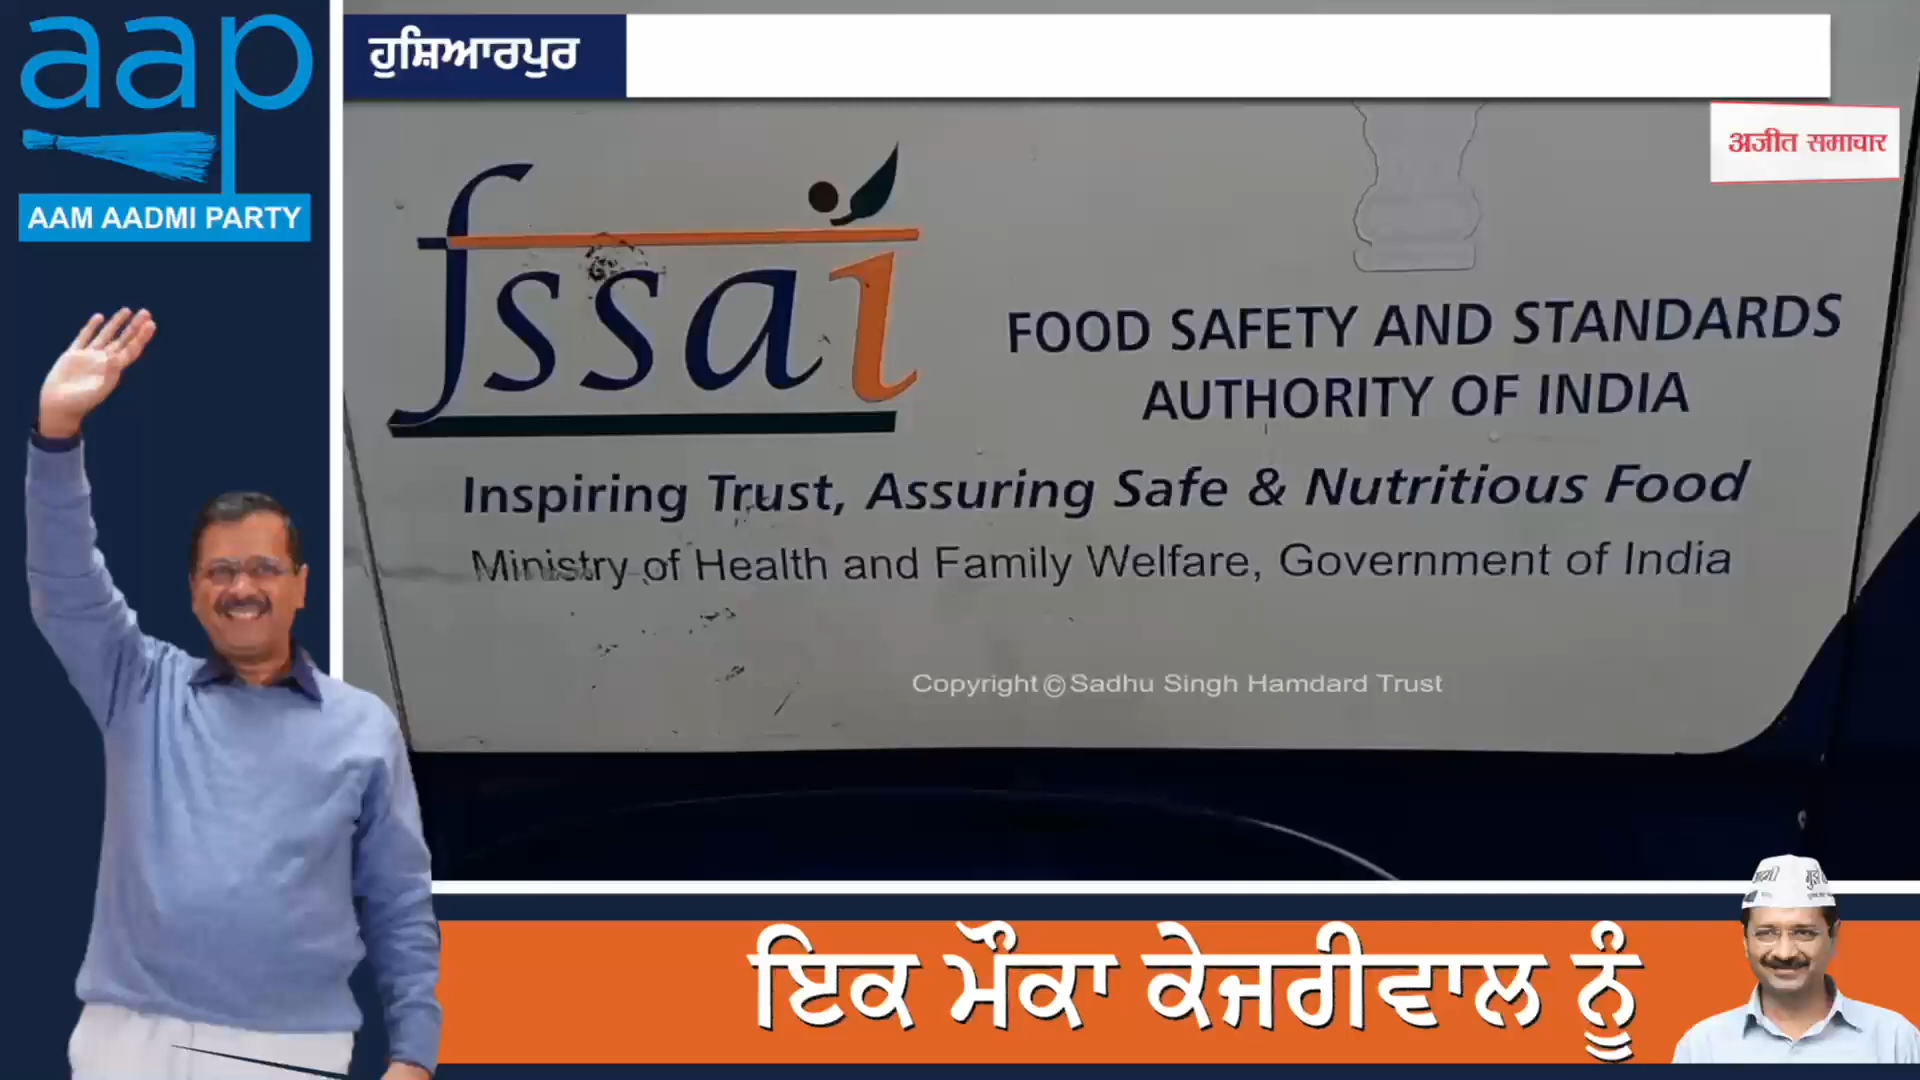 aap
AAM AADMI PARTY
ਹੁਸ਼ਿਆਰਪੁਰ
अजीत समाचार
fssai
FOOD SAFETY AND STANDARDS
AUTHORITY OF INDIA
Inspiring Trust, Assuring Safe & Nutritious Food
Ministry of Health and Family Welfare, Government of India
Copyright © Sadhu Singh Hamdard Trust
ਇਕ ਮੌਕਾ ਕੇਜਰੀਵਾਲ ਨੂੰ